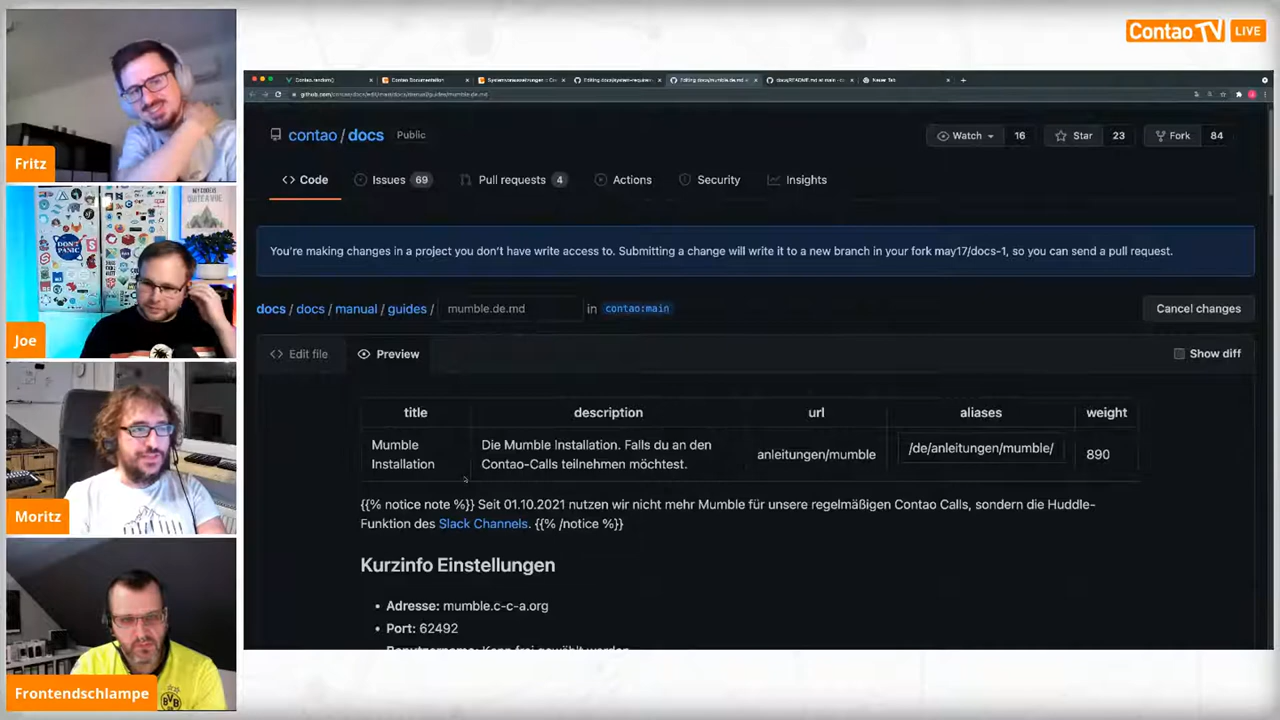 ContaoTV LIVE
Fritz
DON'T PANIC
Joe
Moritz
BVB 09
Frontendschlampe
Contao Documentation
contao / docs Public
Watch 16 Star 23 Fork 84
Code Issues 69 Pull requests 4 Actions Security Insights
You're making changes in a project you don't have write access to. Submitting a change will write it to a new branch in your fork may17/docs-1, so you can send a pull request.
docs / docs / manual / guides / mumble.de.md in contao:main Cancel changes
Edit file Preview Show diff
title description url aliases weight
Mumble Installation Die Mumble Installation. Falls du an den Contao-Calls teilnehmen möchtest. anleitungen/mumble /de/anleitungen/mumble/ 890
{{% notice note %}} Seit 01.10.2021 nutzen wir nicht mehr Mumble für unsere regelmäßigen Contao Calls, sondern die Huddle-
Funktion des Slack Channels. {{% /notice %}}
Kurzinfo Einstellungen
Adresse: mumble.c-c-a.org
Port: 62492